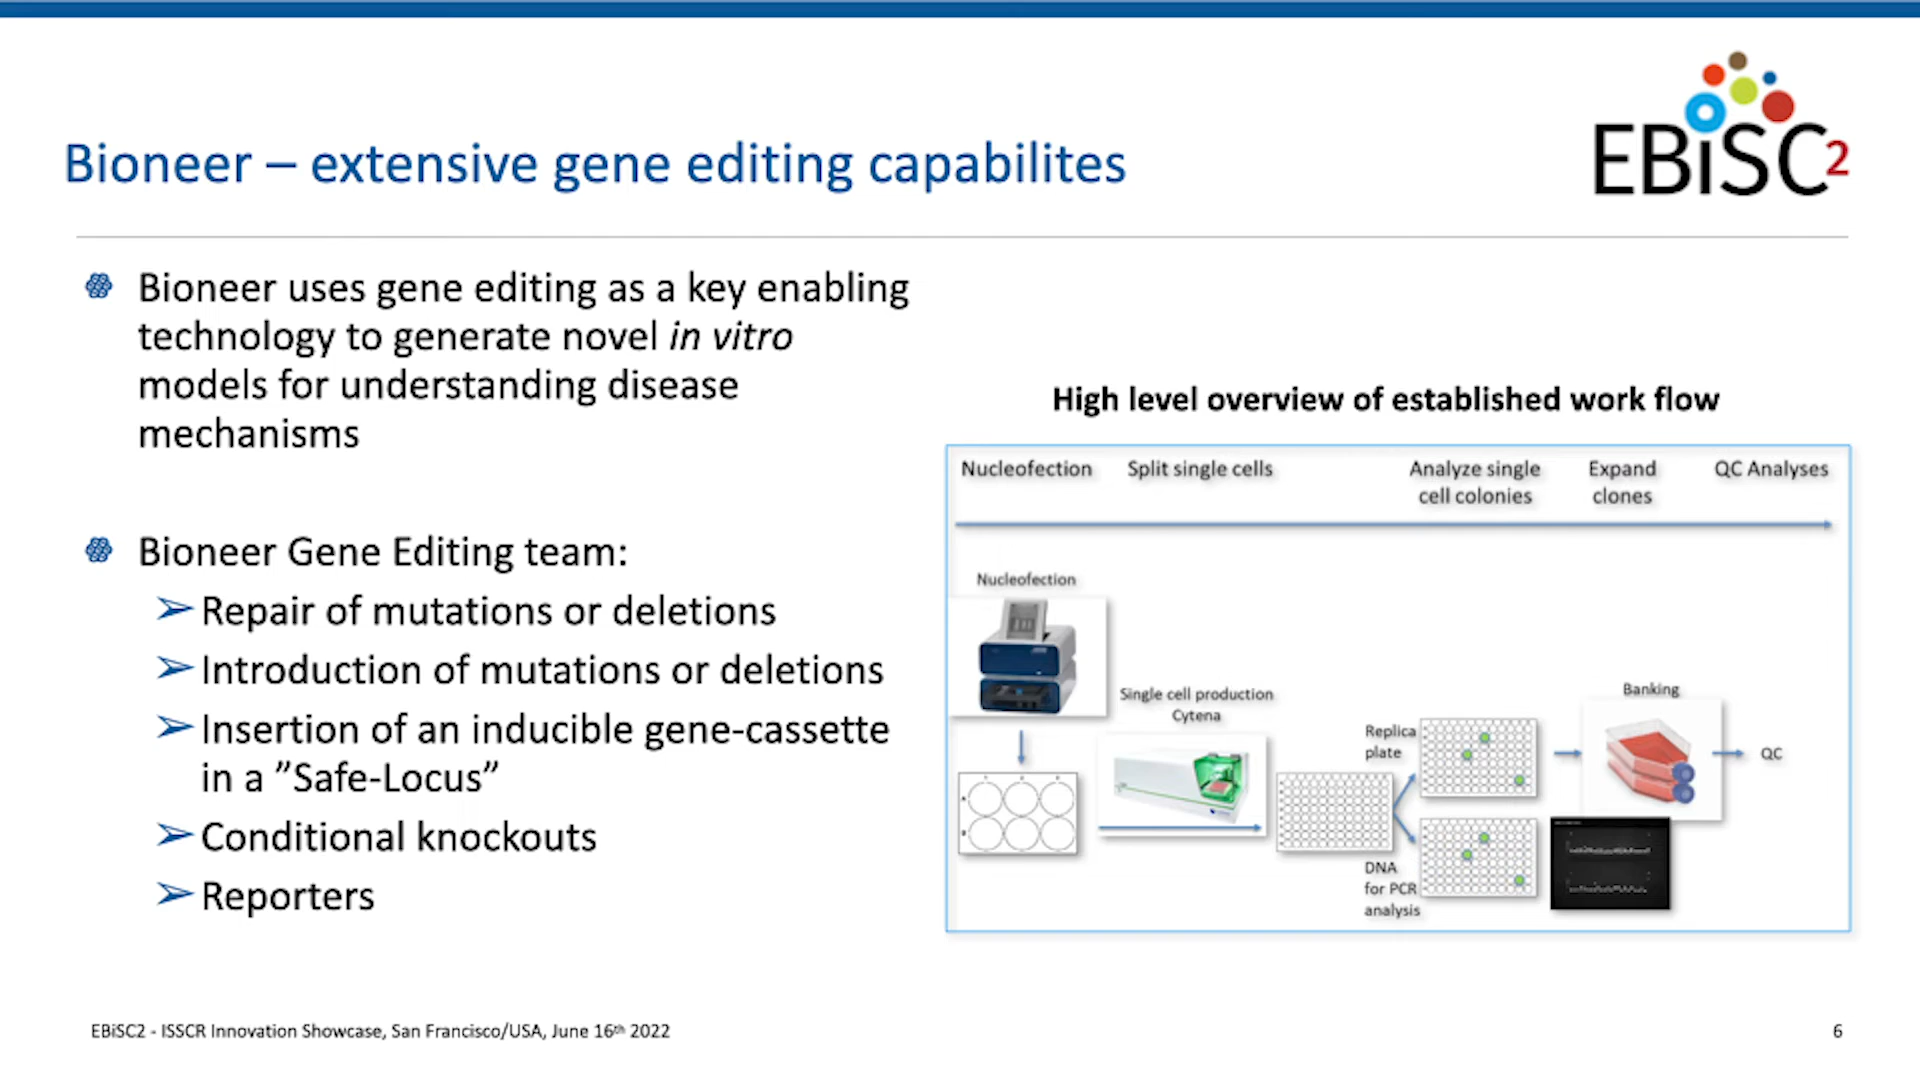 EBiSC2
Bioneer – extensive gene editing capabilites
Bioneer uses gene editing as a key enabling
technology to generate novel in vitro
models for understanding disease
mechanisms
Bioneer Gene Editing team:
Repair of mutations or deletions
Introduction of mutations or deletions
Insertion of an inducible gene-cassette
in a ”Safe-Locus”
Conditional knockouts
Reporters
High level overview of established work flow
Nucleofection
Split single cells
Analyze single
cell colonies
Expand
clones
QC Analyses
Nucleofection
Single cell production
Cytena
Replica
plate
DNA
for PCR
analysis
Banking
QC
EBiSC2 - ISSCR Innovation Showcase, San Francisco/USA, June 16th 2022
6